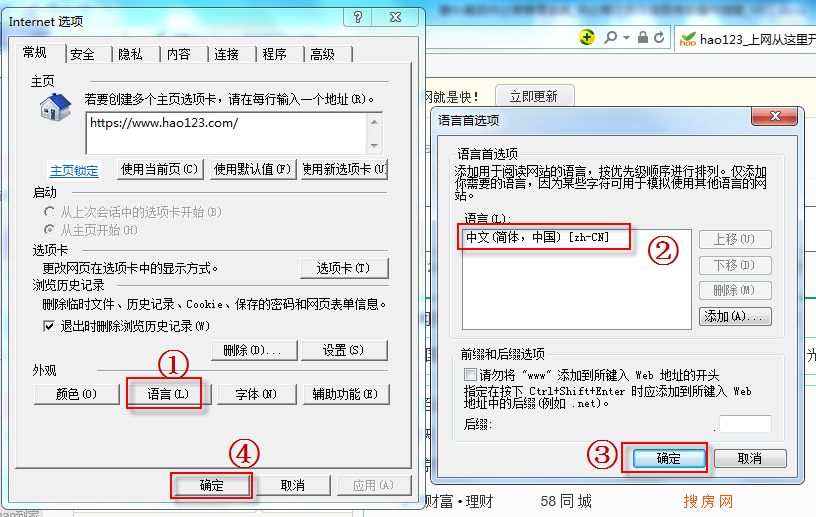 Internet 选项
常规
安全
隐私
内容
连接
程序
高级
主页
若要创建多个主页选项卡，请在每行输入一个地址(R)。
https://www.hao123.com/
主页锁定
使用当前页(C)
使用默认值(F)
使用新选项卡(U)
启动
从上次会话中的选项卡开始(B)
从主页开始(H)
选项卡
更改网页在选项卡中的显示方式。
选项卡(T)
浏览历史记录
删除临时文件、历史记录、Cookie、保存的密码和网页表单信息。
退出时删除浏览历史记录(W)
删除(D)...
设置(S)
①
外观
颜色(O)
语言(L)
字体(N)
辅助功能(E)
④
确定
取消
应用(A)
hao123_上网从这里开
网就是快!
立即更新
语言首选项
语言首选项
添加用于阅读网站的语言，按优先级顺序进行排列。仅添加
你需要的语言，因为某些字符可用于模拟使用其他语言的网
站。
语言(L):
中文(简体，中国) [zh-CN]
②
上移(U)
下移(D)
删除(M)
添加(A)...
前缀和后缀选项
请勿将 "www" 添加到所键入 Web 地址的开头
指定在按下 Ctrl+Shift+Enter 时应添加到所键入 Web
地址中的后缀(例如 .net)。
后缀:
.
③
确定
取消
财富·理财
58 同城
搜房网